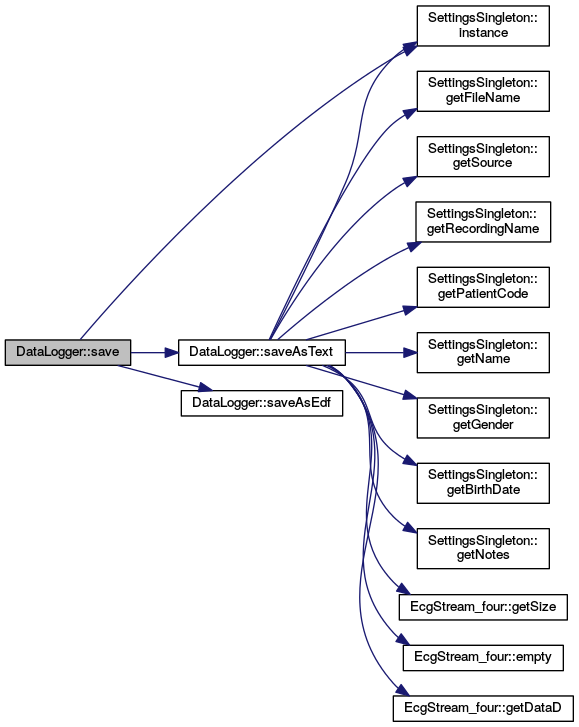 SettingsSingleton::
instance
SettingsSingleton::
getFileName
SettingsSingleton::
getSource
SettingsSingleton::
getRecordingName
SettingsSingleton::
getPatientCode
DataLogger::save
DataLogger::saveAsText
SettingsSingleton::
getName
DataLogger::saveAsEdf
SettingsSingleton::
getGender
SettingsSingleton::
getBirthDate
SettingsSingleton::
getNotes
EcgStream_four::getSize
EcgStream_four::empty
EcgStream_four::getDataD